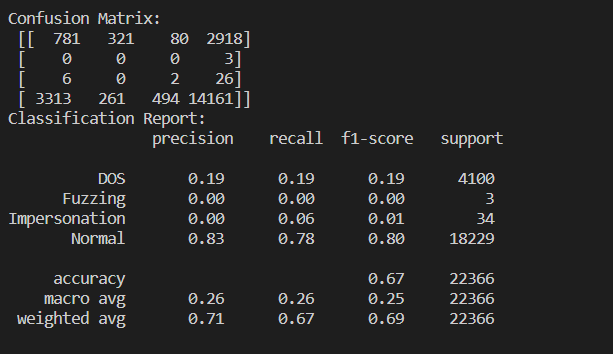 Confusion Matrix:
[[  781   321    80  2918]
[    0     0     0     3]
[    6     0     2    26]
[ 3313   261   494 14161]]
Classification Report:
precision    recall  f1-score   support
DOS       0.19      0.19      0.19      4100
Fuzzing       0.00      0.00      0.00         3
Impersonation       0.00      0.06      0.01        34
Normal       0.83      0.78      0.80     18229
accuracy                           0.67     22366
macro avg       0.26      0.26      0.25     22366
weighted avg       0.71      0.67      0.69     22366